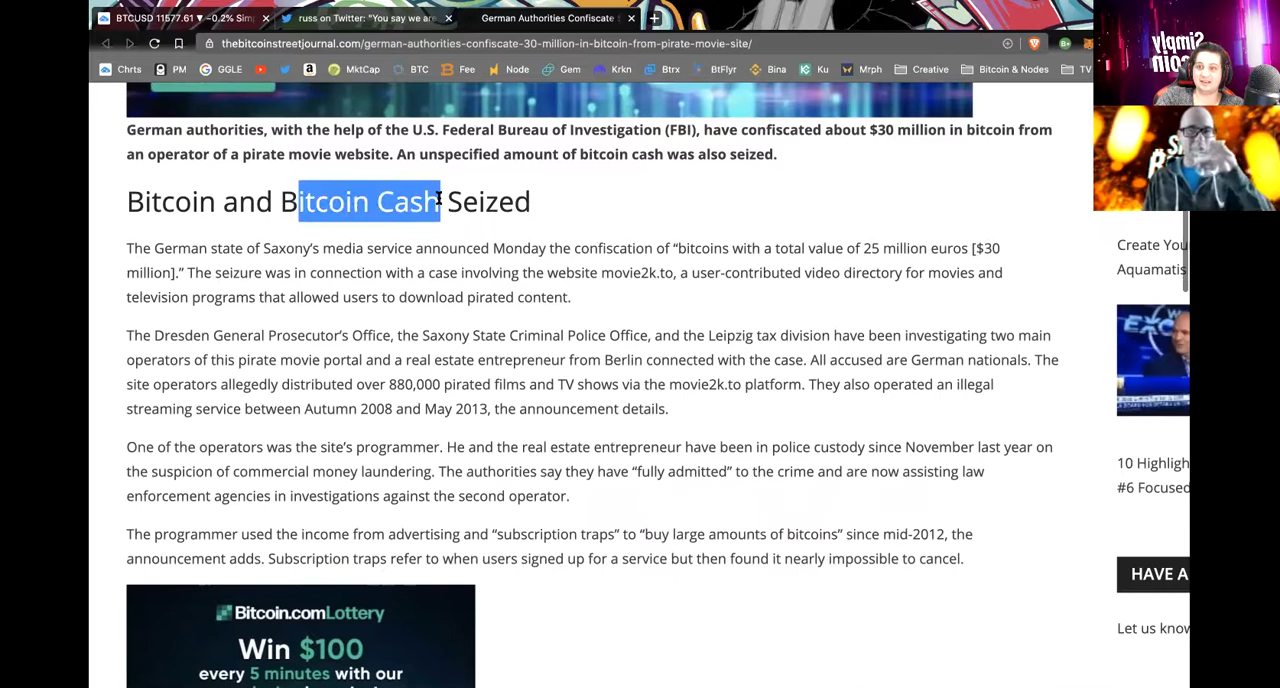 BTCUSD 11577.61 ▼ −0.2% Sim
russ on Twitter: "You say we are
German Authorities Confiscate
thebitcoinstreetjournal.com/german-authorities-confiscate-30-million-in-bitcoin-from-pirate-movie-site/
Chrts PM GGLE MktCap BTC Fee Node Gem Krkn Btrx BtFlyr Bina Ku Mrph Creative Bitcoin & Nodes TV
Simply
German authorities, with the help of the U.S. Federal Bureau of Investigation (FBI), have confiscated about $30 million in bitcoin from
an operator of a pirate movie website. An unspecified amount of bitcoin cash was also seized.
Bitcoin and Bitcoin Cash Seized
The German state of Saxony's media service announced Monday the confiscation of “bitcoins with a total value of 25 million euros [$30
million].” The seizure was in connection with a case involving the website movie2k.to, a user-contributed video directory for movies and
television programs that allowed users to download pirated content.
The Dresden General Prosecutor's Office, the Saxony State Criminal Police Office, and the Leipzig tax division have been investigating two main
operators of this pirate movie portal and a real estate entrepreneur from Berlin connected with the case. All accused are German nationals. The
site operators allegedly distributed over 880,000 pirated films and TV shows via the movie2k.to platform. They also operated an illegal
streaming service between Autumn 2008 and May 2013, the announcement details.
One of the operators was the site's programmer. He and the real estate entrepreneur have been in police custody since November last year on
the suspicion of commercial money laundering. The authorities say they have “fully admitted” to the crime and are now assisting law
enforcement agencies in investigations against the second operator.
The programmer used the income from advertising and “subscription traps” to “buy large amounts of bitcoins” since mid-2012, the
announcement adds. Subscription traps refer to when users signed up for a service but then found it nearly impossible to cancel.
Bitcoin.com Lottery
Win $100
every 5 minutes with our
Create You
Aquamatis
10 Highligh
#6 Focused
HAVE A
Let us know